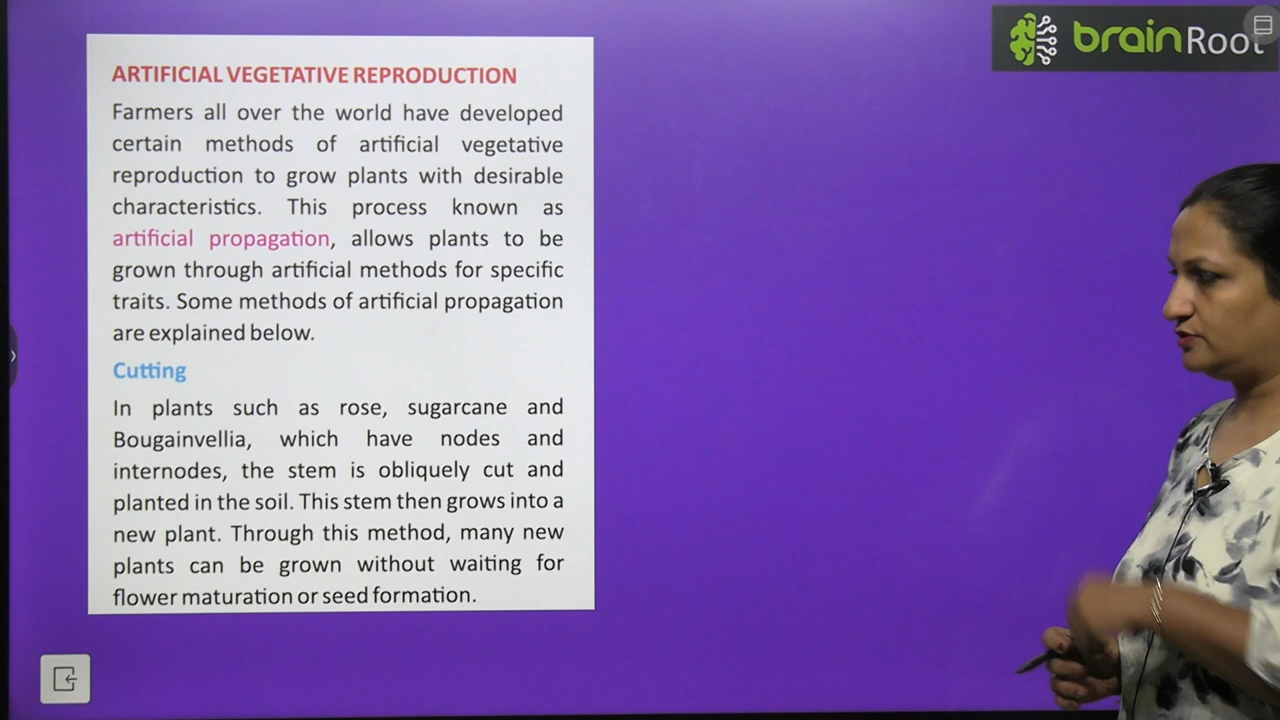 brainRoot
ARTIFICIAL VEGETATIVE REPRODUCTION
Farmers all over the world have developed
certain methods of artificial vegetative
reproduction to grow plants with desirable
characteristics. This process known as
artificial propagation, allows plants to be
grown through artificial methods for specific
traits. Some methods of artificial propagation
are explained below.
Cutting
In plants such as rose, sugarcane and
Bougainvellia, which have nodes and
internodes, the stem is obliquely cut and
planted in the soil. This stem then grows into a
new plant. Through this method, many new
plants can be grown without waiting for
flower maturation or seed formation.